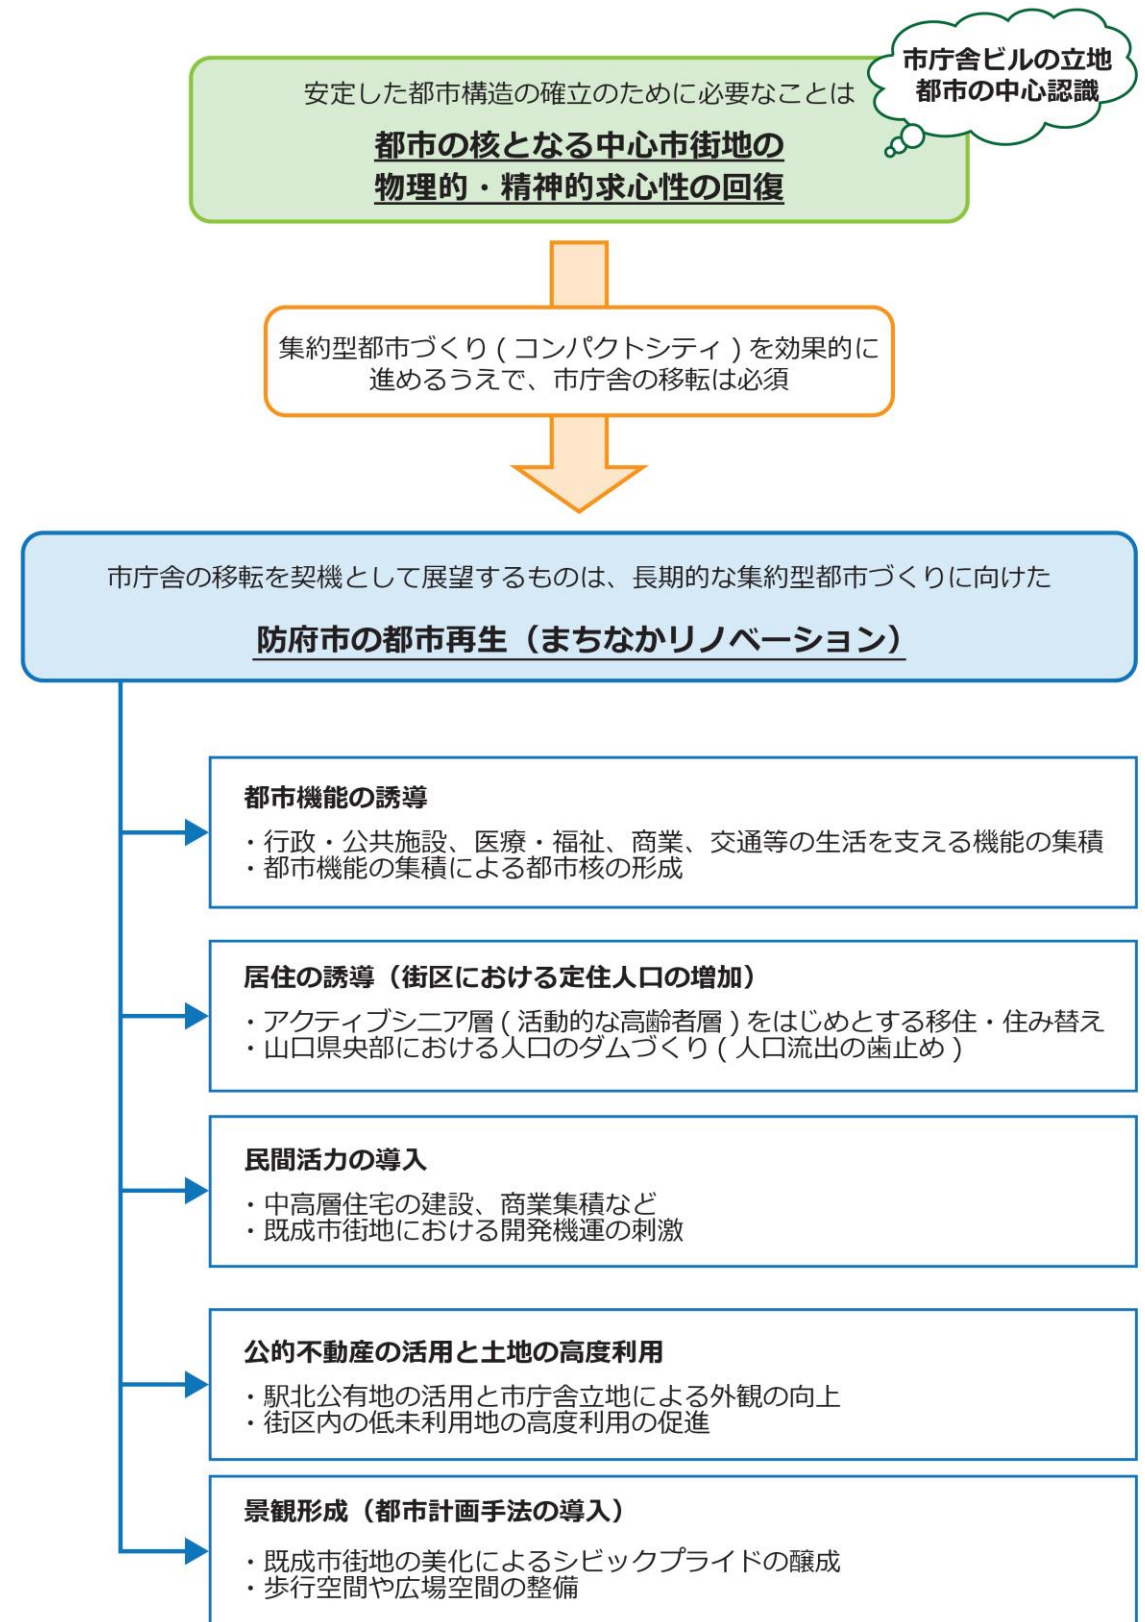 市庁舎ビルの立地
都市の中心認識
安定した都市構造の確立のために必要なことは
都市の核となる中心市街地の
物理的・精神的求心性の回復
集約型都市づくり ( コンパクトシティ ) を効果的に
進めるうえで、市庁舎の移転は必須
市庁舎の移転を契機として展望するものは、長期的な集約型都市づくりに向けた
防府市の都市再生（まちなかリノベーション）
都市機能の誘導
・行政・公共施設、医療・福祉、商業、交通等の生活を支える機能の集積
・都市機能の集積による都市核の形成
居住の誘導（街区における定住人口の増加）
・アクティブシニア層 ( 活動的な高齢者層 ) をはじめとする移住・住み替え
・山口県央部における人口のダムづくり ( 人口流出の歯止め )
民間活力の導入
・中高層住宅の建設、商業集積など
・既成市街地における開発機運の刺激
公的不動産の活用と土地の高度利用
・駅北公有地の活用と市庁舎立地による外観の向上
・街区内の低未利用地の高度利用の促進
景観形成（都市計画手法の導入）
・既成市街地の美化によるシビックプライドの醸成
・歩行空間や広場空間の整備